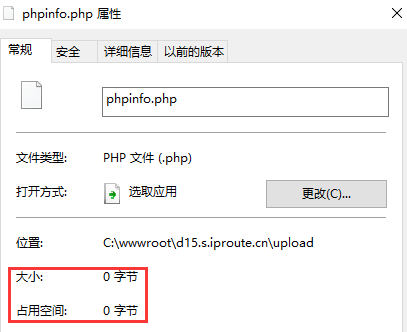 phpinfo.php 属性
常规 安全 详细信息 以前的版本
phpinfo.php
文件类型: PHP 文件 (.php)
打开方式: 选取应用 更改(C)...
位置: C:\wwwroot\d15.s.iproute.cn\upload
大小: 0 字节
占用空间: 0 字节